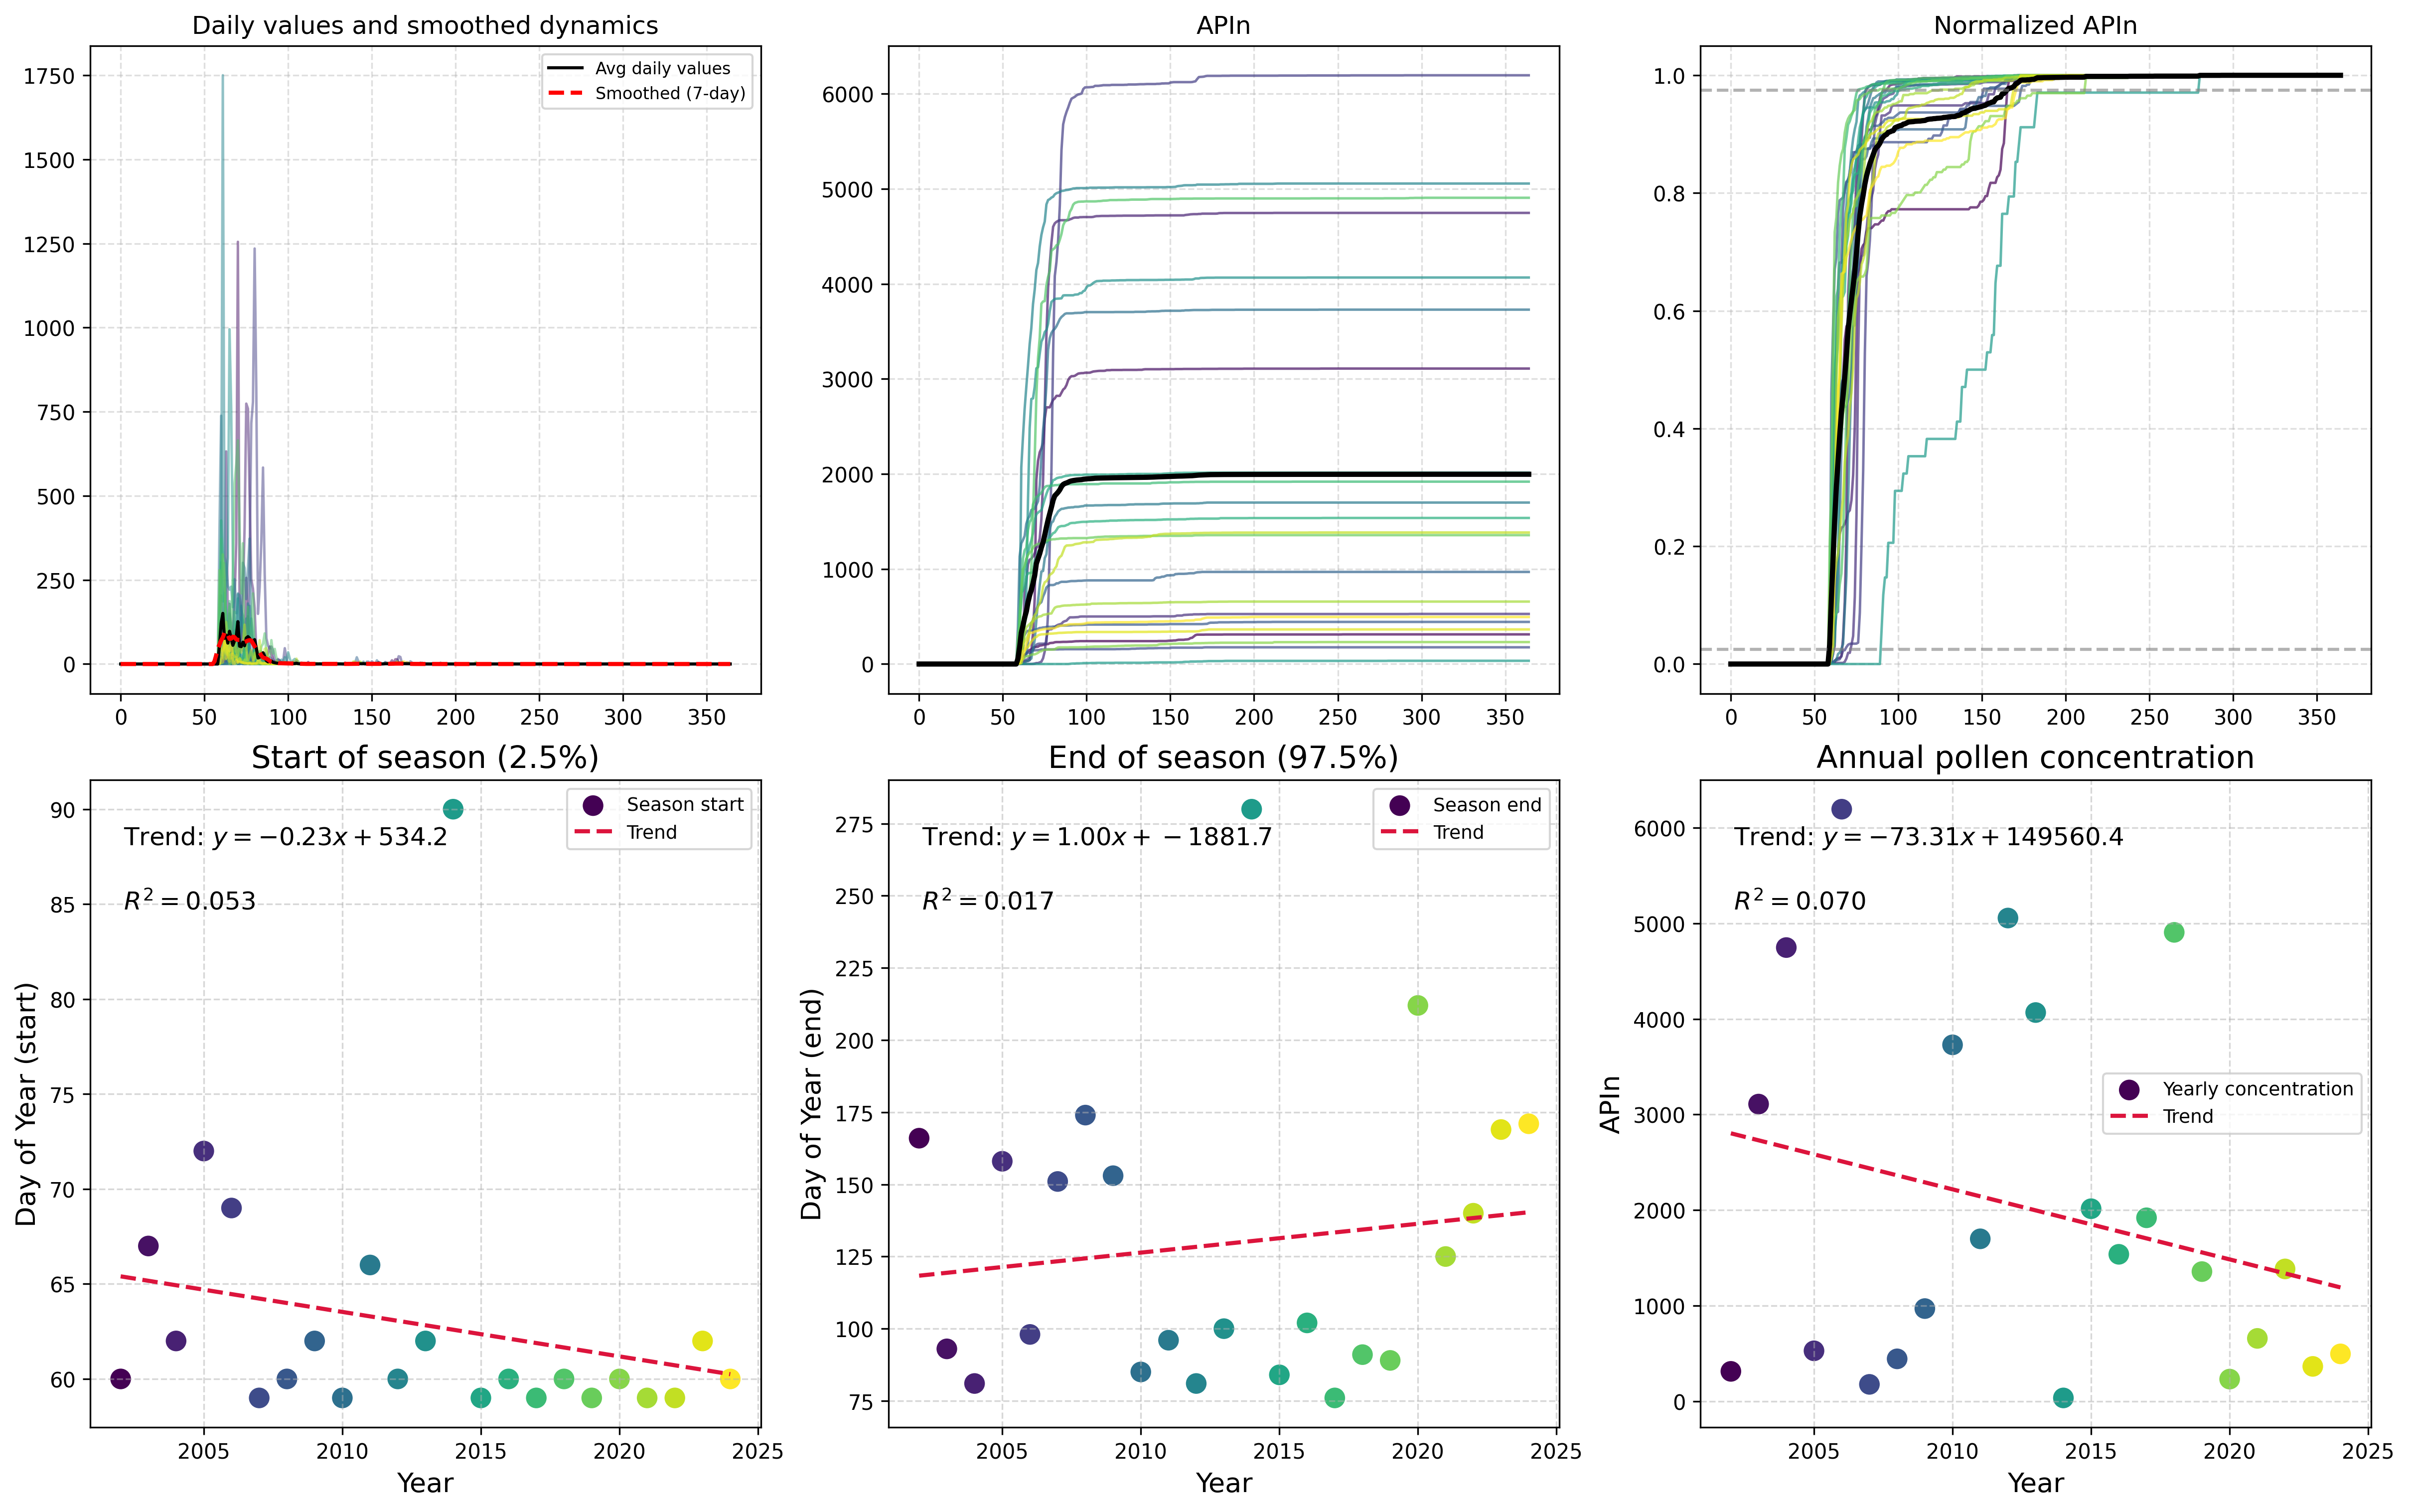 Daily values and smoothed dynamics
1750
1500
1250
1000
750
500
250
0
0 50 100 150 200 250 300 350
Avg daily values
Smoothed (7-day)
APIn
6000
5000
4000
3000
2000
1000
0
0 50 100 150 200 250 300 350
Normalized APIn
1.0
0.8
0.6
0.4
0.2
0.0
0 50 100 150 200 250 300 350
Start of season (2.5%)
Day of Year (start)
90
85
80
75
70
65
60
Trend: y = −0.23x + 534.2
R² = 0.053
Season start
Trend
2005 2010 2015 2020 2025
Year
End of season (97.5%)
Day of Year (end)
275
250
225
200
175
150
125
100
75
Trend: y = 1.00x + −1881.7
R² = 0.017
Season end
Trend
2005 2010 2015 2020 2025
Year
Annual pollen concentration
APIn
6000
5000
4000
3000
2000
1000
0
Trend: y = −73.31x + 149560.4
R² = 0.070
Yearly concentration
Trend
2005 2010 2015 2020 2025
Year